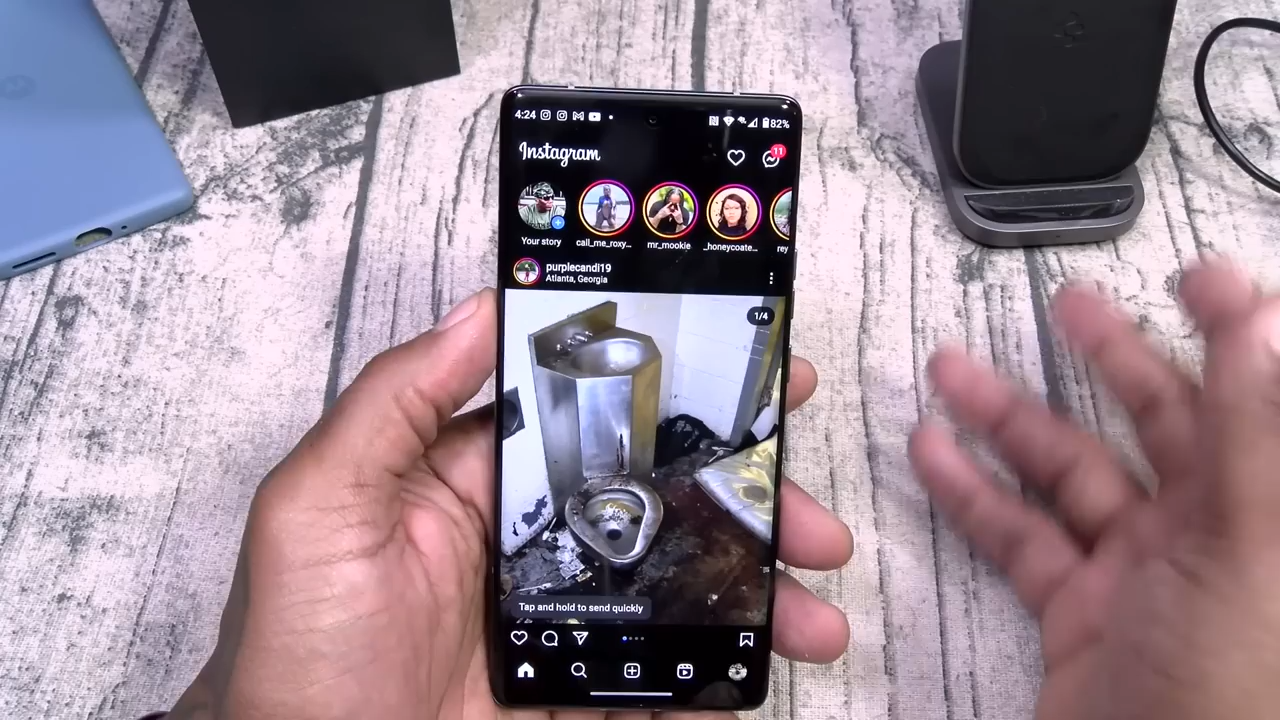 4:24
82%
Instagram
11
Your story
call_me_roxy...
mr_mookie
_honeycoate...
rey
purplecandi19
Atlanta, Georgia
1/4
Tap and hold to send quickly